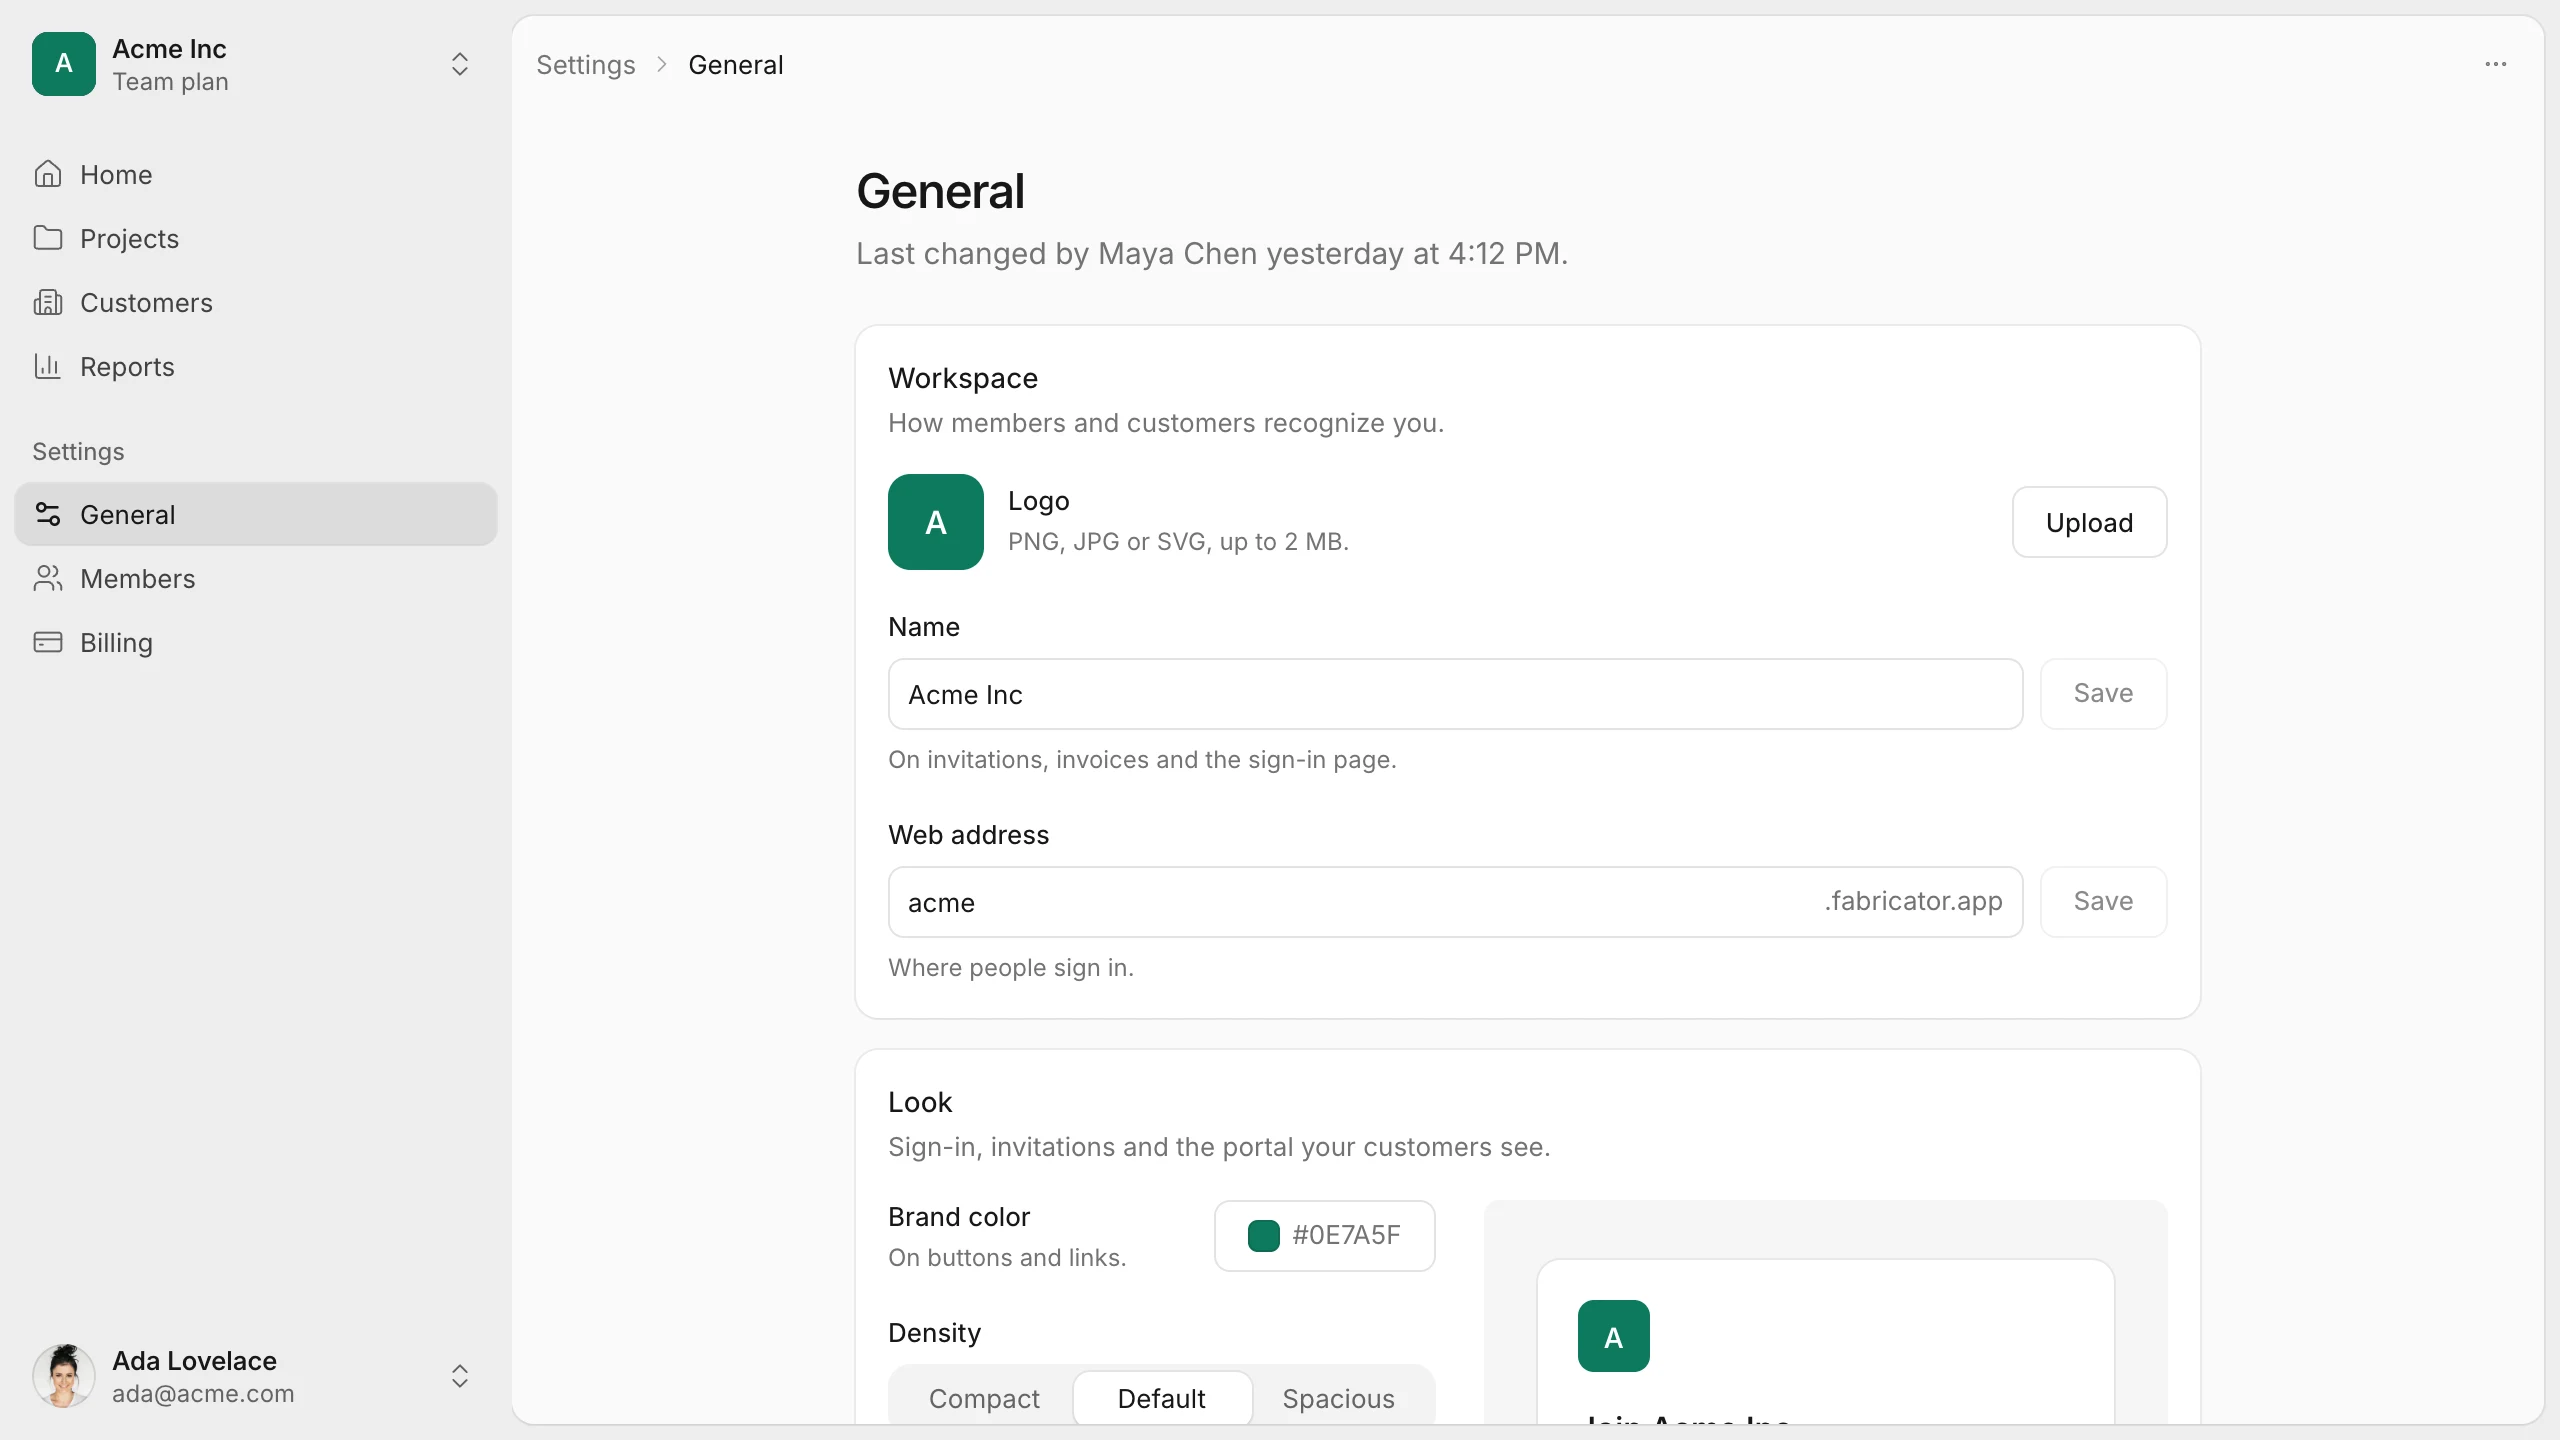 A
Acme Inc
Team plan
Home
Projects
Customers
Reports
Settings
General
Members
Billing
Ada Lovelace
ada@acme.com
Settings
General
General
Last changed by Maya Chen yesterday at 4:12 PM.
Workspace
How members and customers recognize you.
A
Logo
PNG, JPG or SVG, up to 2 MB.
Upload
Name
Acme Inc
Save
On invitations, invoices and the sign-in page.
Web address
acme
.fabricator.app
Save
Where people sign in.
Look
Sign-in, invitations and the portal your customers see.
Brand color
On buttons and links.
#0E7A5F
Density
Compact
Default
Spacious
A
Join Acme Inc